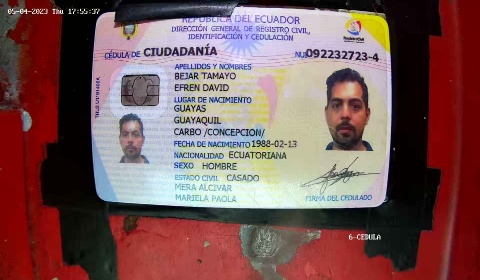 05-04-2023 Thu 17:55:37
REPÚBLICA DEL ECUADOR
DIRECCIÓN GENERAL DE REGISTRO CIVIL,
IDENTIFICACIÓN Y CEDULACIÓN
CÉDULA DE CIUDADANÍA
NUI 092232723-4
APELLIDOS Y NOMBRES
BEJAR TAMAYO
EFREN DAVID
LUGAR DE NACIMIENTO
GUAYAS
GUAYAQUIL
CARBO /CONCEPCION/
FECHA DE NACIMIENTO 1988-02-13
NACIONALIDAD ECUATORIANA
SEXO HOMBRE
ESTADO CIVIL CASADO
MERA ALCIVAR
MARIELA PAOLA
FIRMA DEL CEDULADO
6-CEDULA